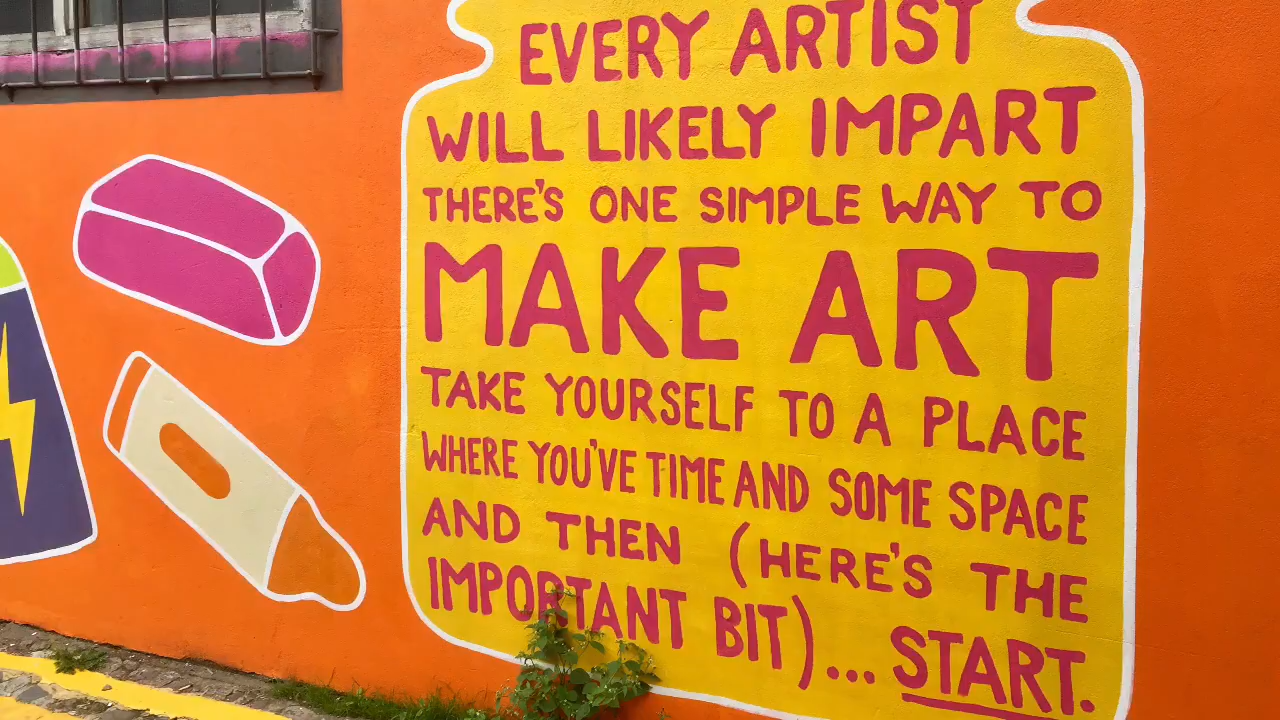 EVERY ARTIST
WILL LIKELY IMPART
THERE'S ONE SIMPLE WAY TO
MAKE ART
TAKE YOURSELF TO A PLACE
WHERE YOU'VE TIME AND SOME SPACE
AND THEN (HERE'S THE
IMPORTANT BIT)... START.